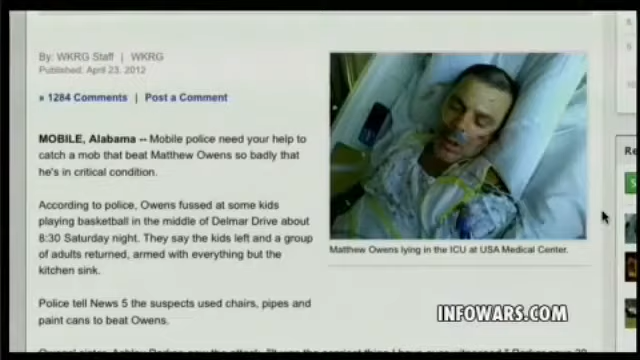 By: WKRG Staff | WKRG
Published: April 23, 2012
» 1284 Comments | Post a Comment
MOBILE, Alabama -- Mobile police need your help to
catch a mob that beat Matthew Owens so badly that
he's in critical condition.
According to police, Owens fussed at some kids
playing basketball in the middle of Delmar Drive about
8:30 Saturday night. They say the kids left and a group
of adults returned, armed with everything but the
kitchen sink.
Police tell News 5 the suspects used chairs, pipes and
paint cans to beat Owens.
Matthew Owens lying in the ICU at USA Medical Center.
Re
INFOWARS.COM